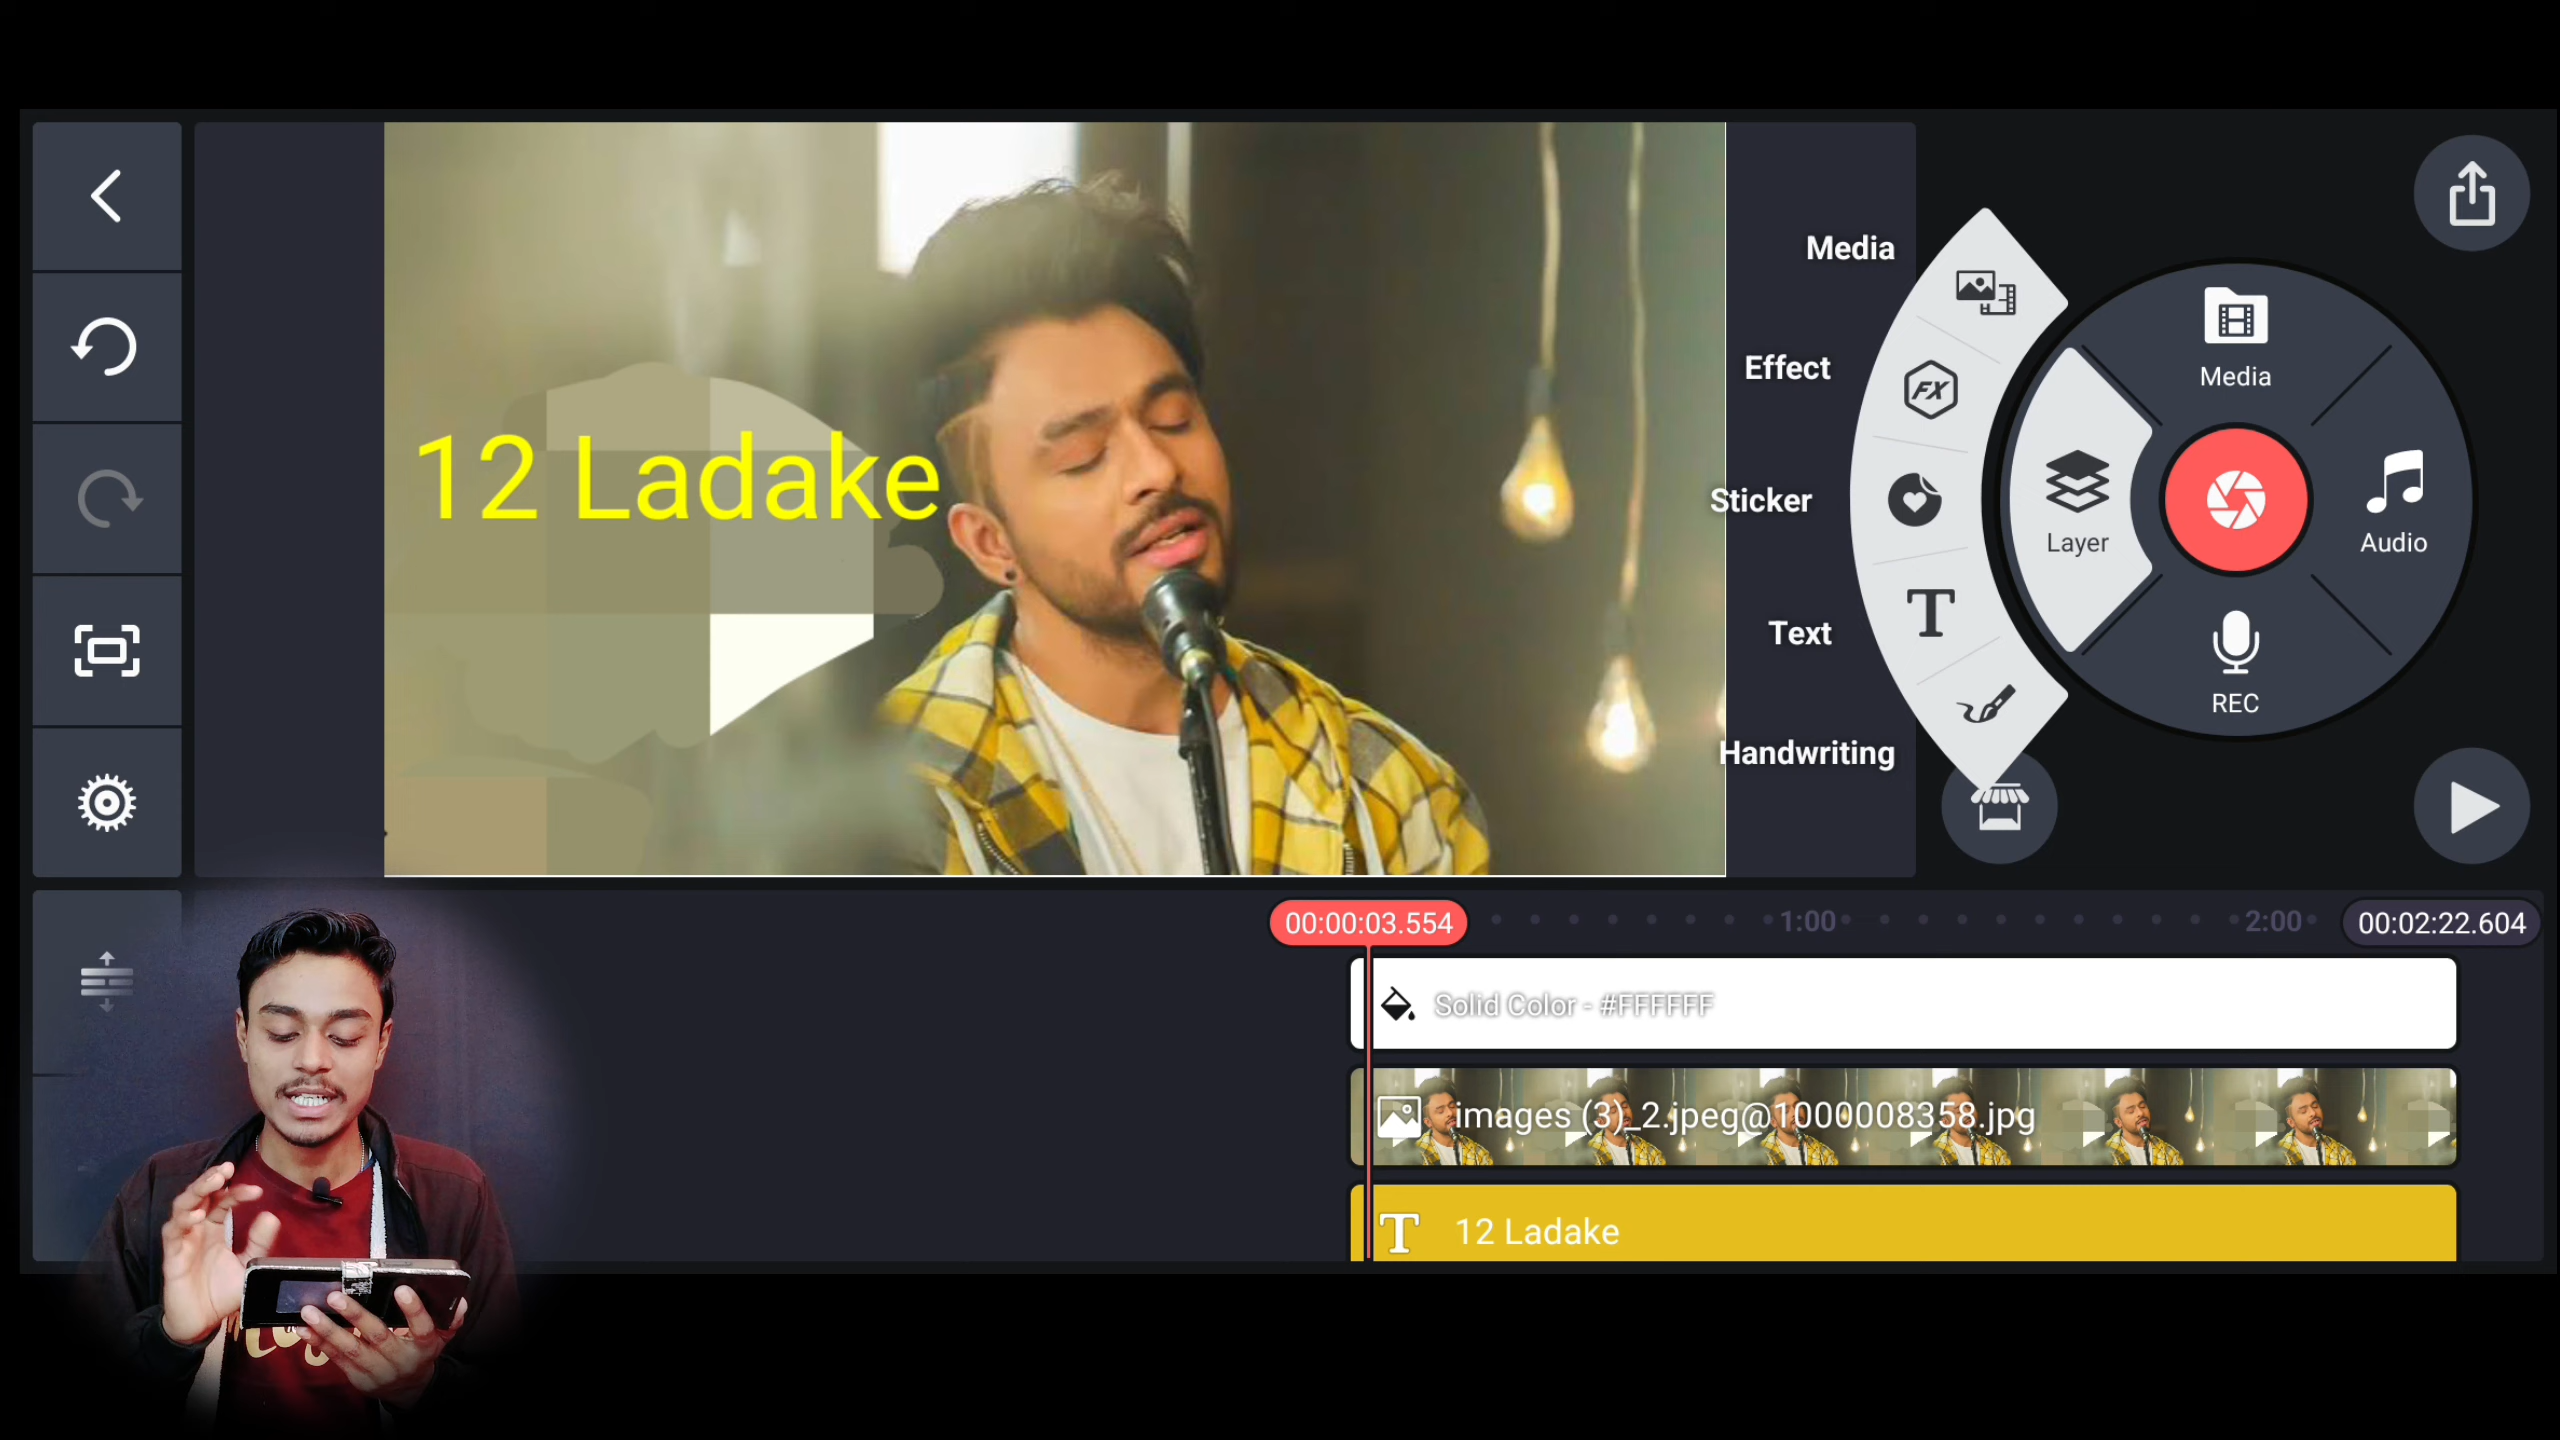 Media
Effect
Sticker
Text
Handwriting
Media
Layer
Audio
REC
12 Ladake
00:00:03.554
1:00
2:00
00:02:22.604
Solid Color - #FFFFFF
images (3)_2.jpeg@1000008358.jpg
12 Ladake